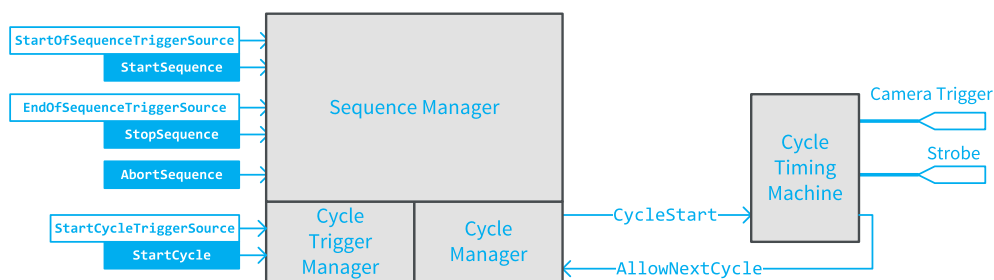 StartOfSequenceTriggerSource
StartSequence
EndOfSequenceTriggerSource
StopSequence
AbortSequence
StartCycleTriggerSource
StartCycle
Sequence Manager
Cycle
Trigger
Manager
Cycle
Manager
CycleStart
AllowNextCycle
Cycle
Timing
Machine
Camera Trigger
Strobe